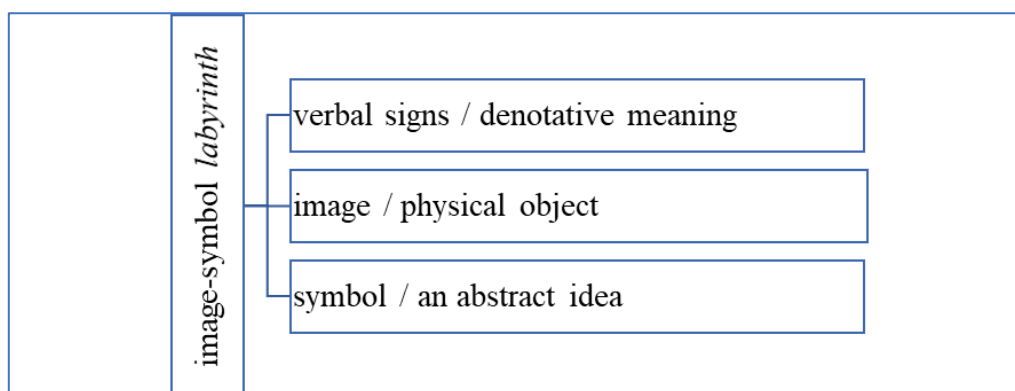 image-symbol labyrinth
verbal signs / denotative meaning
image / physical object
symbol / an abstract idea